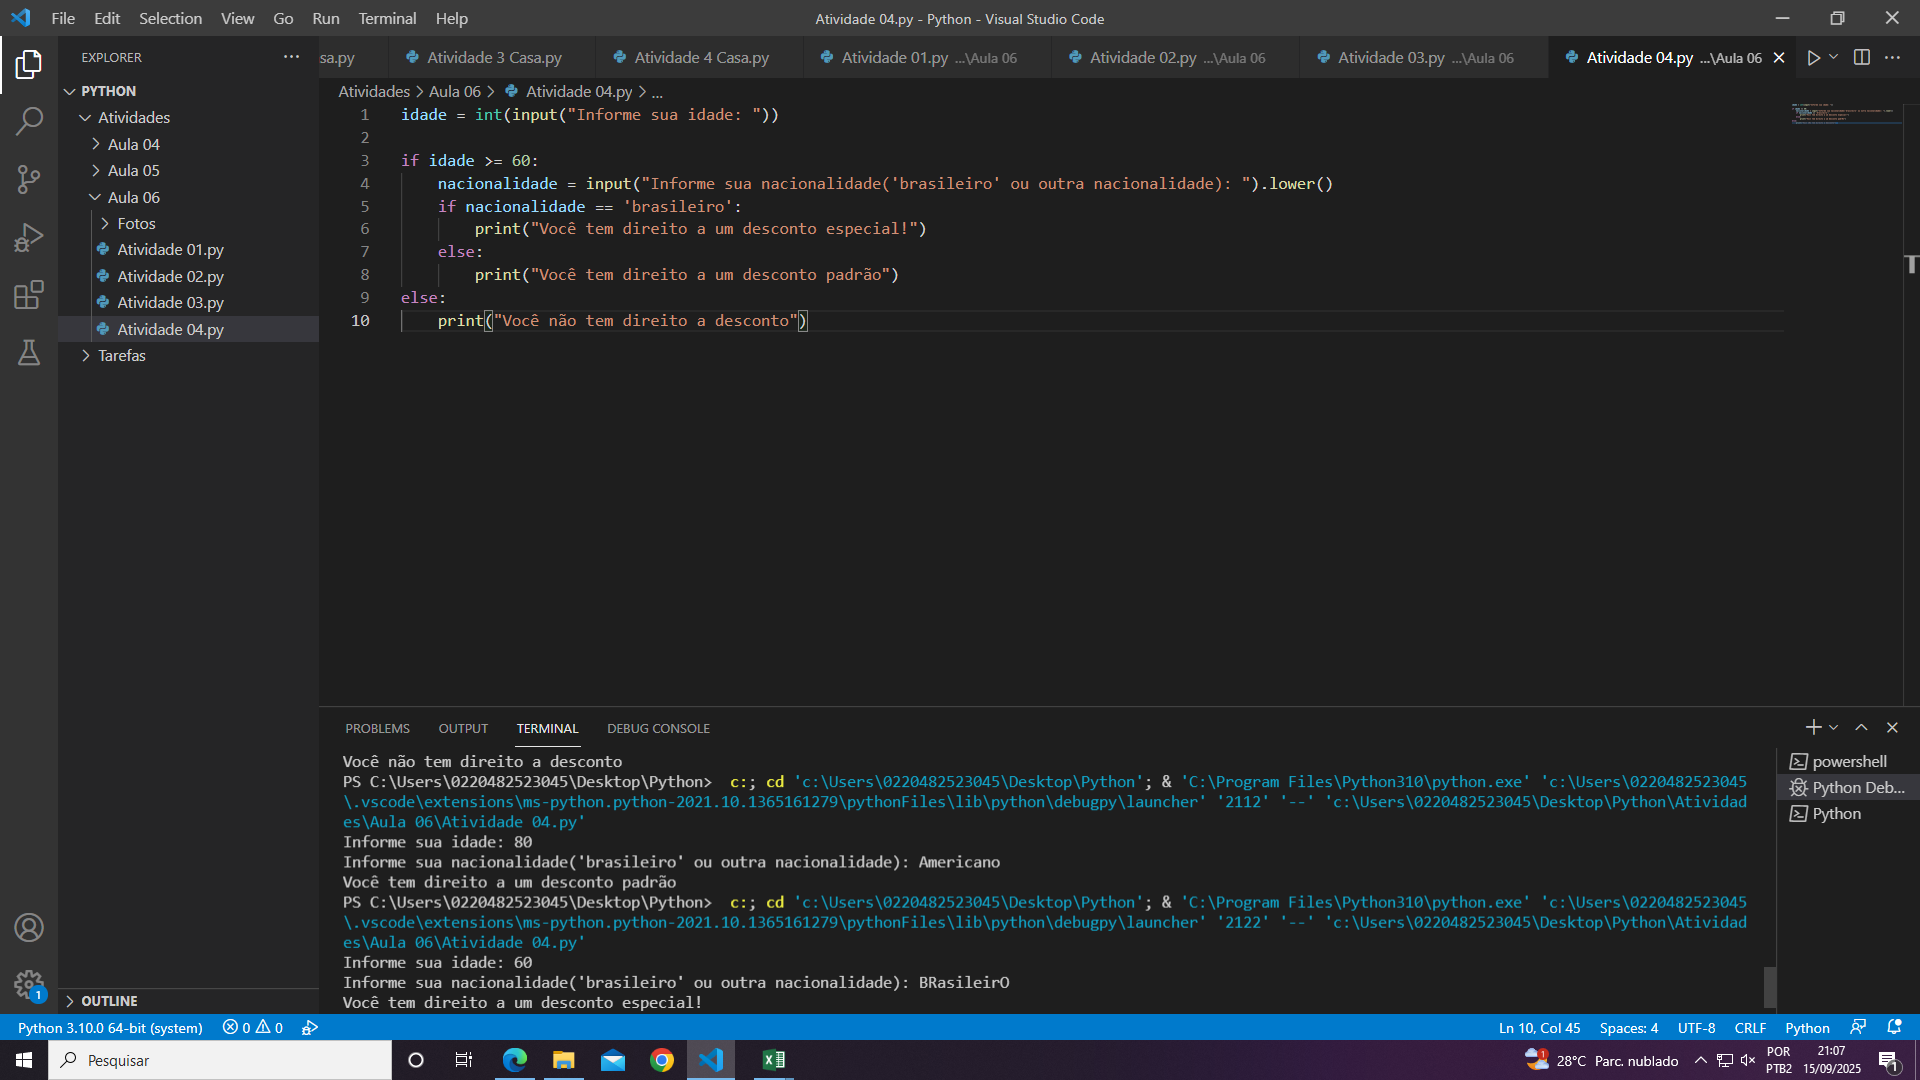 File Edit Selection View Go Run Terminal Help
Atividade 04.py - Python - Visual Studio Code
EXPLORER
sa.py Atividade 3 Casa.py Atividade 4 Casa.py Atividade 01.py ...\Aula 06 Atividade 02.py ...\Aula 06 Atividade 03.py ...\Aula 06 Atividade 04.py ...\Aula 06
PYTHON
Atividades
Aula 04
Aula 05
Aula 06
Fotos
Atividade 01.py
Atividade 02.py
Atividade 03.py
Atividade 04.py
Tarefas
OUTLINE
Atividades > Aula 06 > Atividade 04.py > ...
1 idade = int(input("Informe sua idade: "))
2
3 if idade >= 60:
4 nacionalidade = input("Informe sua nacionalidade('brasileiro' ou outra nacionalidade): ").lower()
5 if nacionalidade == 'brasileiro':
6 print("Você tem direito a um desconto especial!")
7 else:
8 print("Você tem direito a um desconto padrão")
9 else:
10 print("Você não tem direito a desconto")
PROBLEMS OUTPUT TERMINAL DEBUG CONSOLE
Você não tem direito a desconto
PS C:\Users\0220482523045\Desktop\Python> c:; cd 'c:\Users\0220482523045\Desktop\Python'; & 'C:\Program Files\Python310\python.exe' 'c:\Users\0220482523045
\.vscode\extensions\ms-python.python-2021.10.1365161279\pythonFiles\lib\python\debugpy\launcher' '2112' '--' 'c:\Users\0220482523045\Desktop\Python\Atividad
es\Aula 06\Atividade 04.py'
Informe sua idade: 80
Informe sua nacionalidade('brasileiro' ou outra nacionalidade): Americano
Você tem direito a um desconto padrão
PS C:\Users\0220482523045\Desktop\Python> c:; cd 'c:\Users\0220482523045\Desktop\Python'; & 'C:\Program Files\Python310\python.exe' 'c:\Users\0220482523045
\.vscode\extensions\ms-python.python-2021.10.1365161279\pythonFiles\lib\python\debugpy\launcher' '2122' '--' 'c:\Users\0220482523045\Desktop\Python\Atividad
es\Aula 06\Atividade 04.py'
Informe sua idade: 60
Informe sua nacionalidade('brasileiro' ou outra nacionalidade): BRasileirO
Você tem direito a um desconto especial!
powershell
Python Deb...
Python
1
Python 3.10.0 64-bit (system) 0 0 Ln 10, Col 45 Spaces: 4 UTF-8 CRLF Python
Pesquisar
1 28°C Parc. nublado
POR
PTB2
21:07
15/09/2025
1